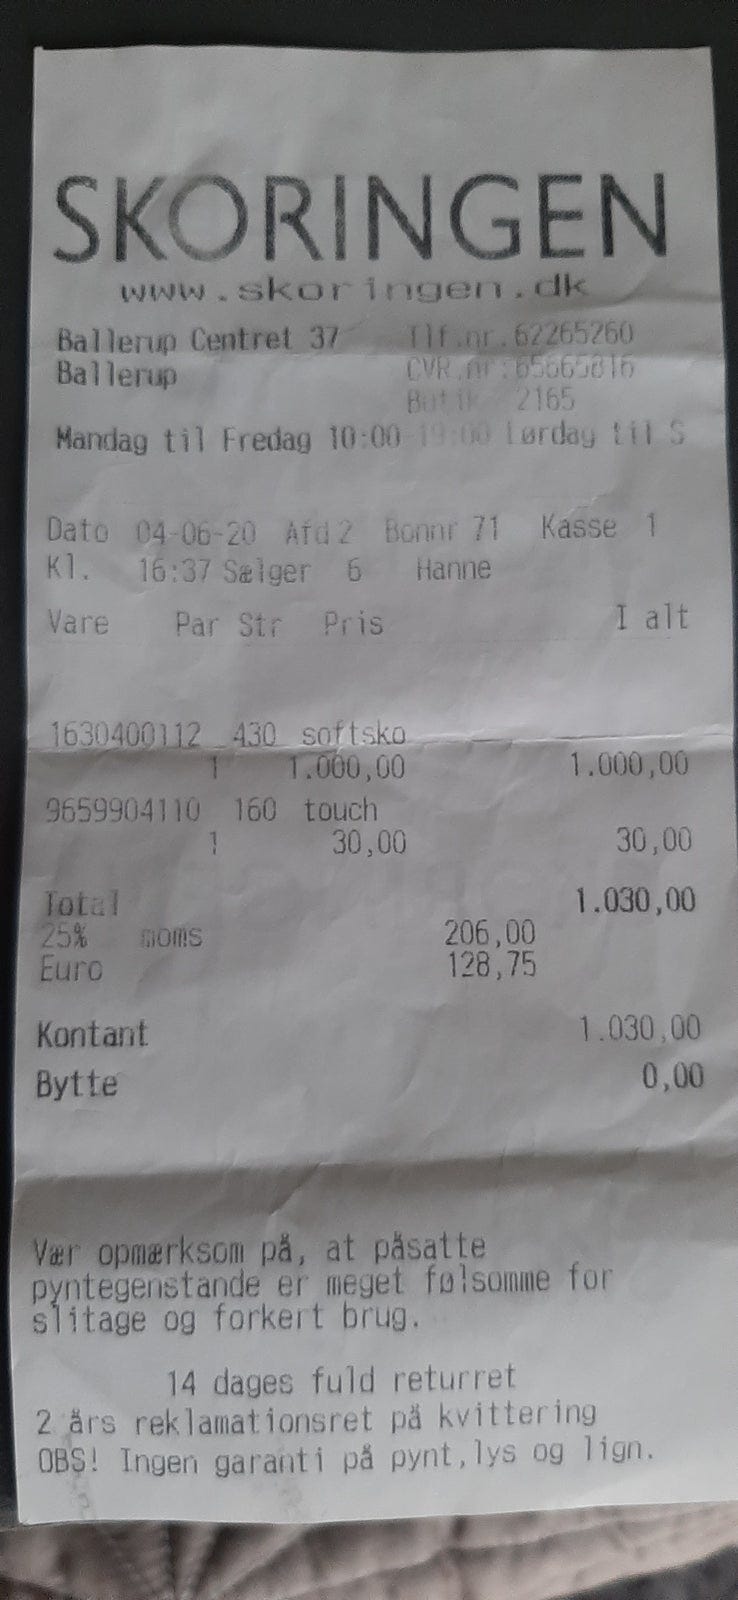 SKORINGEN
www.skoringen.dk
Ballerup Centret 37 Tlf.nr.62265260
Ballerup CVR.nr:65665816
Butik 2165
Mandag til Fredag 10:00-19:00 Lørdag til S
Dato 04-06-20 Afd 2 Bonnr 71 Kasse 1
Kl. 16:37 Sælger 6 Hanne
Vare Par Str Pris I alt
1630400112 430 softsko
1 1.000,00 1.000,00
9659904110 160 touch
1 30,00 30,00
Total 1.030,00
25% moms 206,00
Euro 128,75
Kontant 1.030,00
Bytte 0,00
Vær opmærksom på, at påsatte
pyntegenstande er meget følsomme for
slitage og forkert brug.
14 dages fuld returret
2 års reklamationsret på kvittering
OBS! Ingen garanti på pynt,lys og lign.